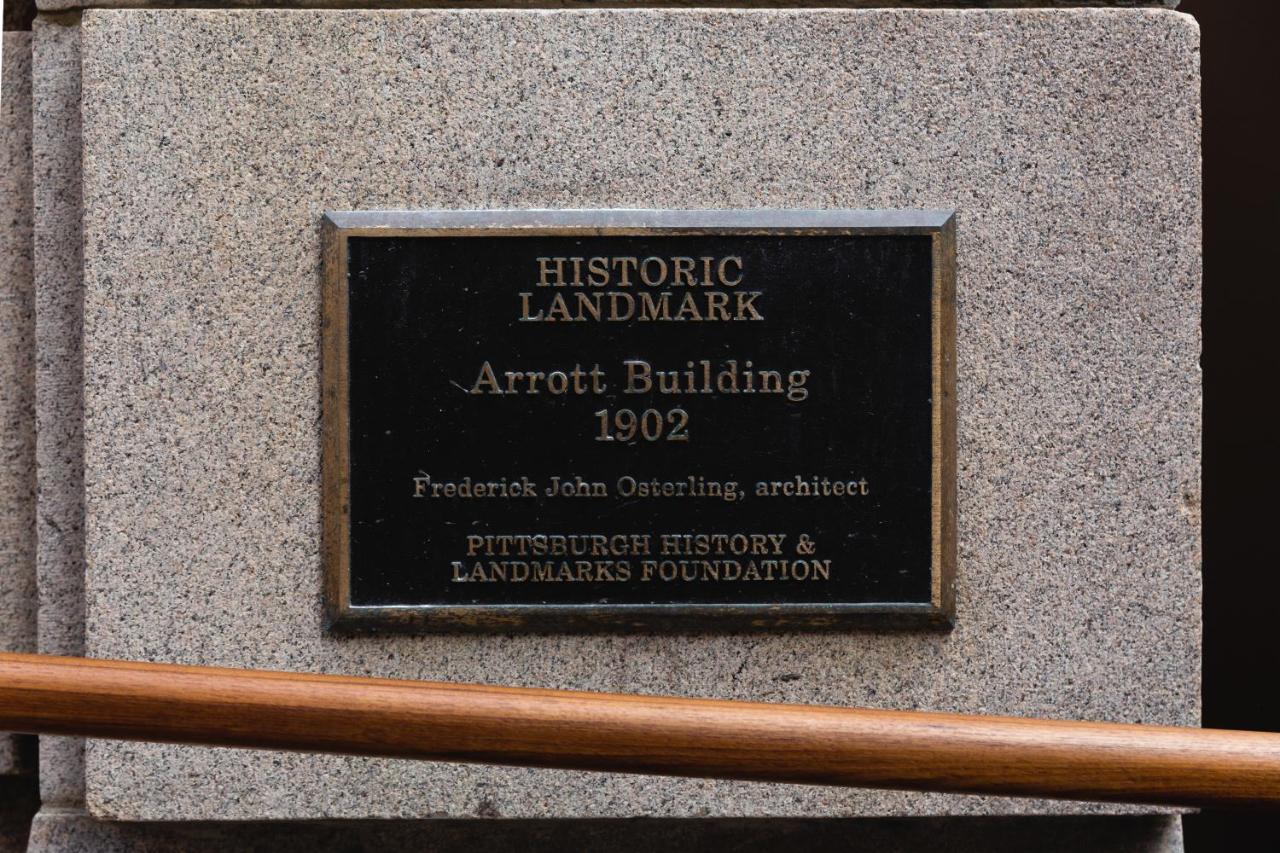 HISTORIC
LANDMARK
Arrott Building
1902
Frederick John Osterling, architect
PITTSBURGH HISTORY &
LANDMARKS FOUNDATION